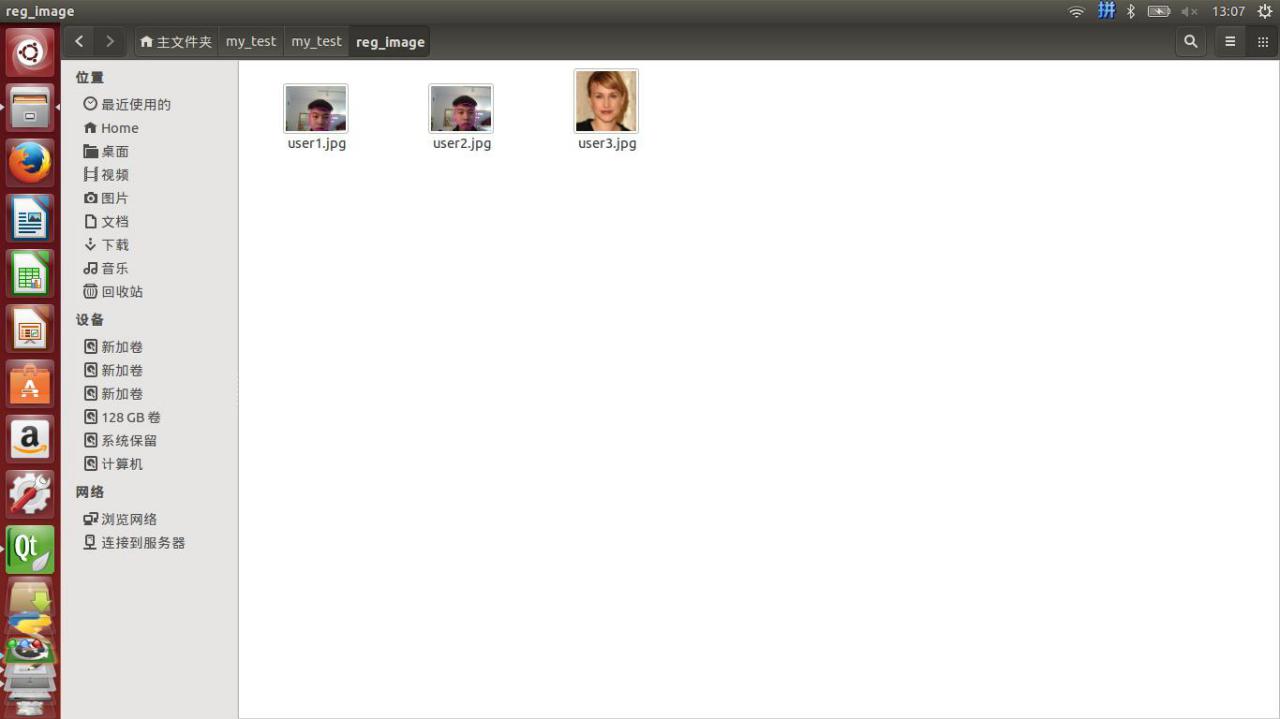 reg_image
拼
13:07
主文件夹 my_test my_test reg_image
位置
最近使用的
Home
桌面
视频
图片
文档
下载
音乐
回收站
设备
新加卷
新加卷
新加卷
128 GB 卷
系统保留
计算机
网络
浏览网络
连接到服务器
user1.jpg user2.jpg user3.jpg
A
a
Qt